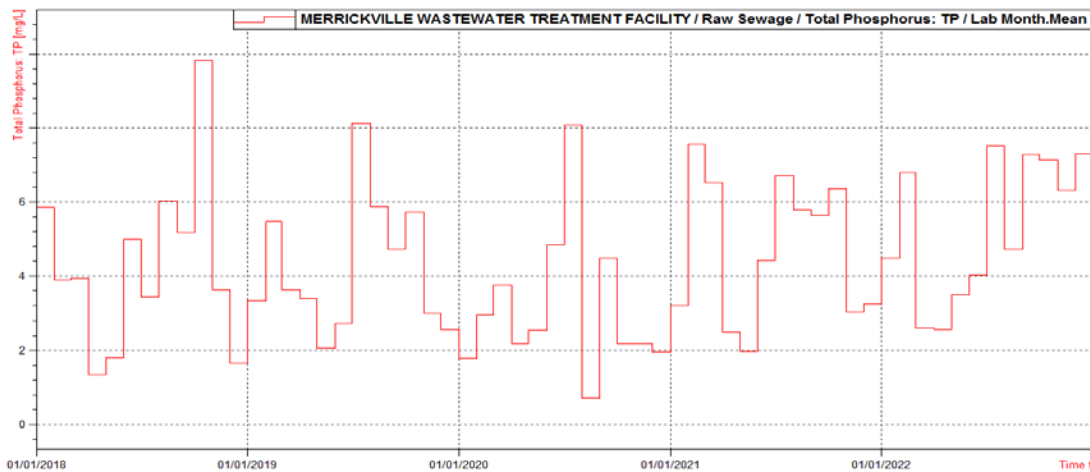 MERRICKVILLE WASTEWATER TREATMENT FACILITY / Raw Sewage / Total Phosphorus: TP / Lab Month.Mean
Total Phosphorus: TP [mg/L]
6
4
2
0
01/01/2018 01/01/2019 01/01/2020 01/01/2021 01/01/2022 Time